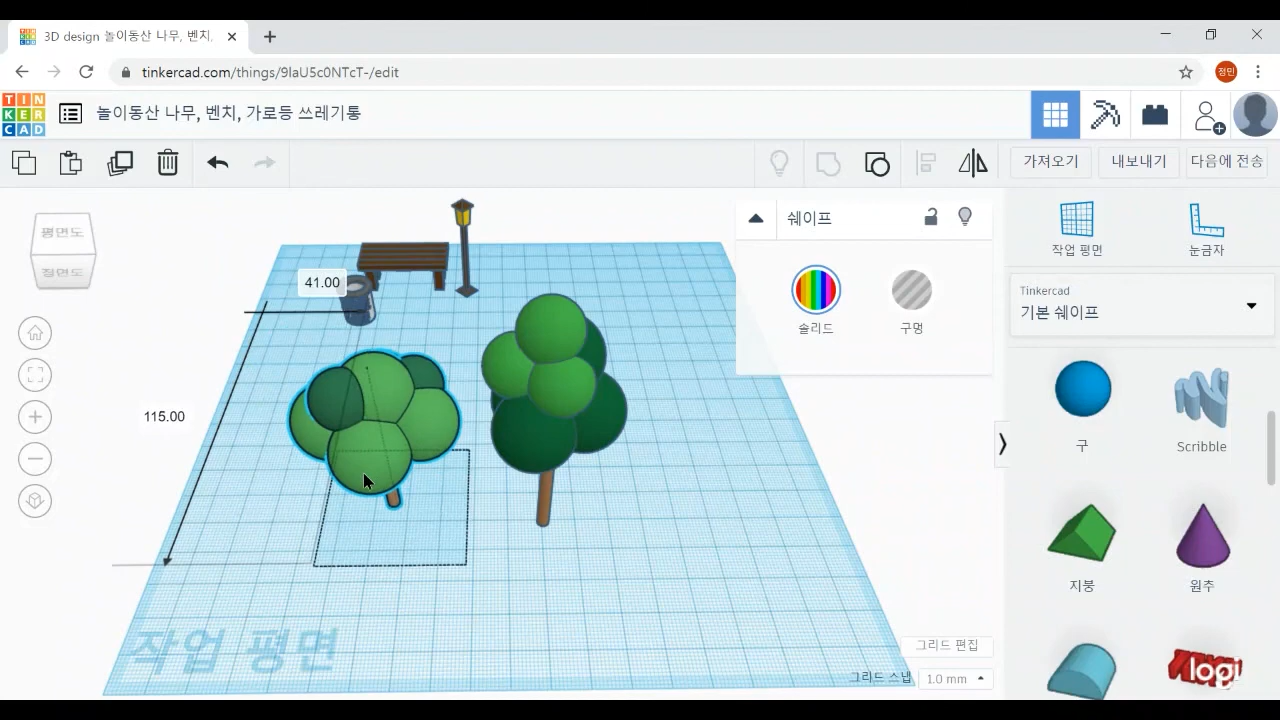 3D design 놀이동산 나무, 벤치,
tinkercad.com/things/9IaU5c0NTcT-/edit
정민
TIN
KER
CAD
놀이동산 나무, 벤치, 가로등 쓰레기통
가져오기
내보내기
다음에 전송
평면도
정면도
41.00
115.00
쉐이프
솔리드
구멍
작업 평면
눈금자
Tinkercad
기본 쉐이프
구
Scribble
지붕
원추
작업 평면
그리드 편집
그리드 스냅
1.0 mm
logi